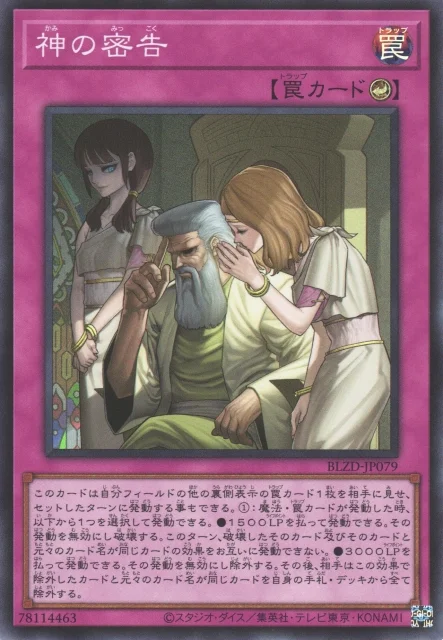 神の密告
罠
【罠カード】
BLZD-JP079
このカードは自分フィールドの他の裏側表示の罠カード1枚を相手に見せ、
セットしたターンに発動する事もできる。①:魔法・罠カードが発動した時、
以下から1つを選択して発動できる。●1500LPを払って発動できる。その
発動を無効にし破壊する。このターン、破壊したそのカード及びそのカードと
元々のカード名が同じカードの効果をお互いに発動できない。●3000LPを
払って発動できる。その発動を無効にし除外する。その後、相手はこの効果で
除外したカードと元々のカード名が同じカードを自身の手札・デッキから全て
除外する。
78114463
©スタジオ・ダイス/集英社・テレビ東京・KONAMI